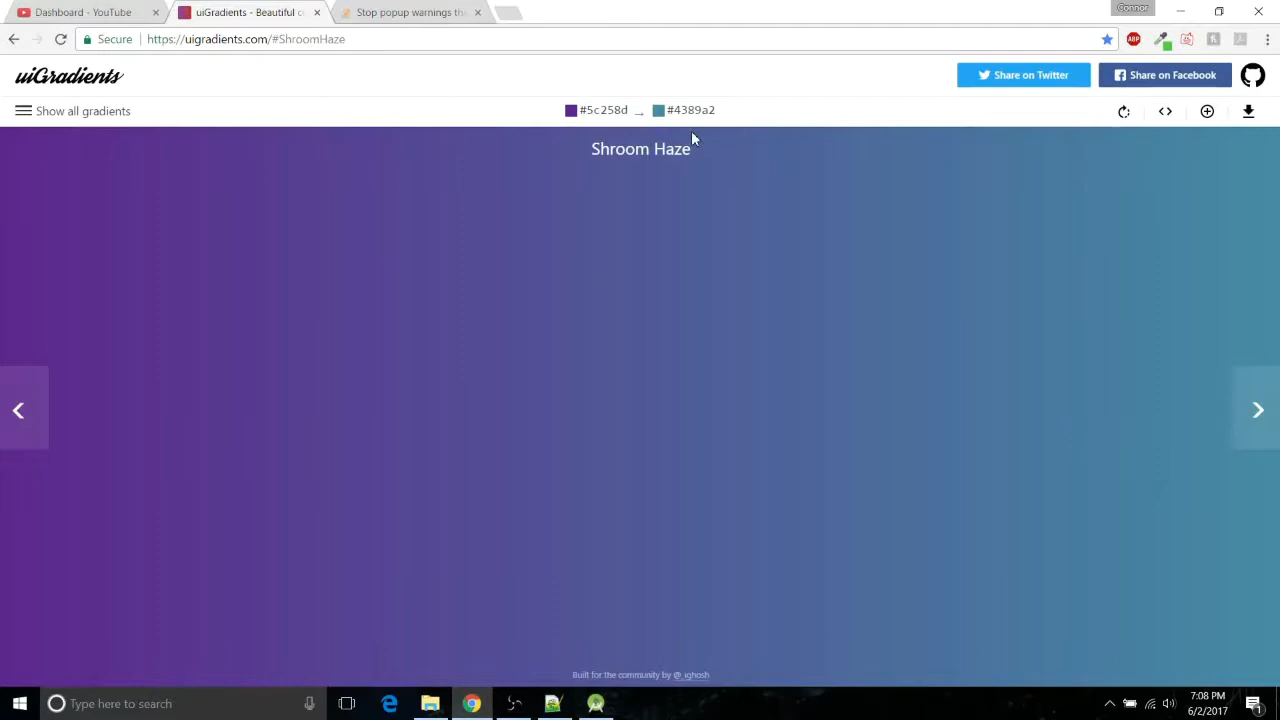 Dashboard - YouTube
uiGradients - Beautiful c
Stop popup warnings th
Connor
Secure
https://uigradients.com/#ShroomHaze
ABP
uiGradients
Share on Twitter
Share on Facebook
Show all gradients
#5c258d → #4389a2
Shroom Haze
Built for the community by @_ighosh
Type here to search
7:08 PM
6/2/2017
1